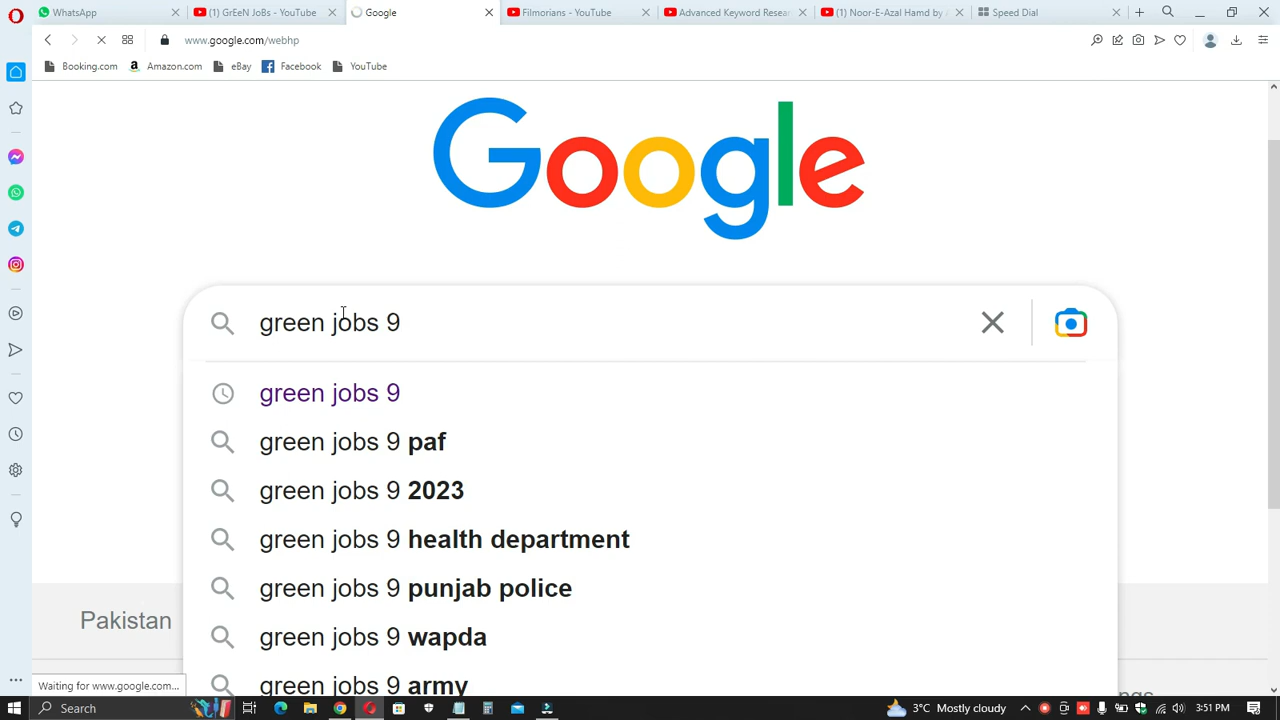 WhatsApp
(1) GrEeN JoBs - YouTube
Google
Filmorians - YouTube
Advanced Keyword Resear
(1) Noor-E-Azal Hamd by A
Speed Dial
www.google.com/webhp
Booking.com
a Amazon.com
eBay
Facebook
YouTube
Google
green jobs 9
green jobs 9
green jobs 9 paf
green jobs 9 2023
green jobs 9 health department
green jobs 9 punjab police
Pakistan
green jobs 9 wapda
Waiting for www.google.com...
green jobs 9 army
Search
3°C Mostly cloudy
3:51 PM